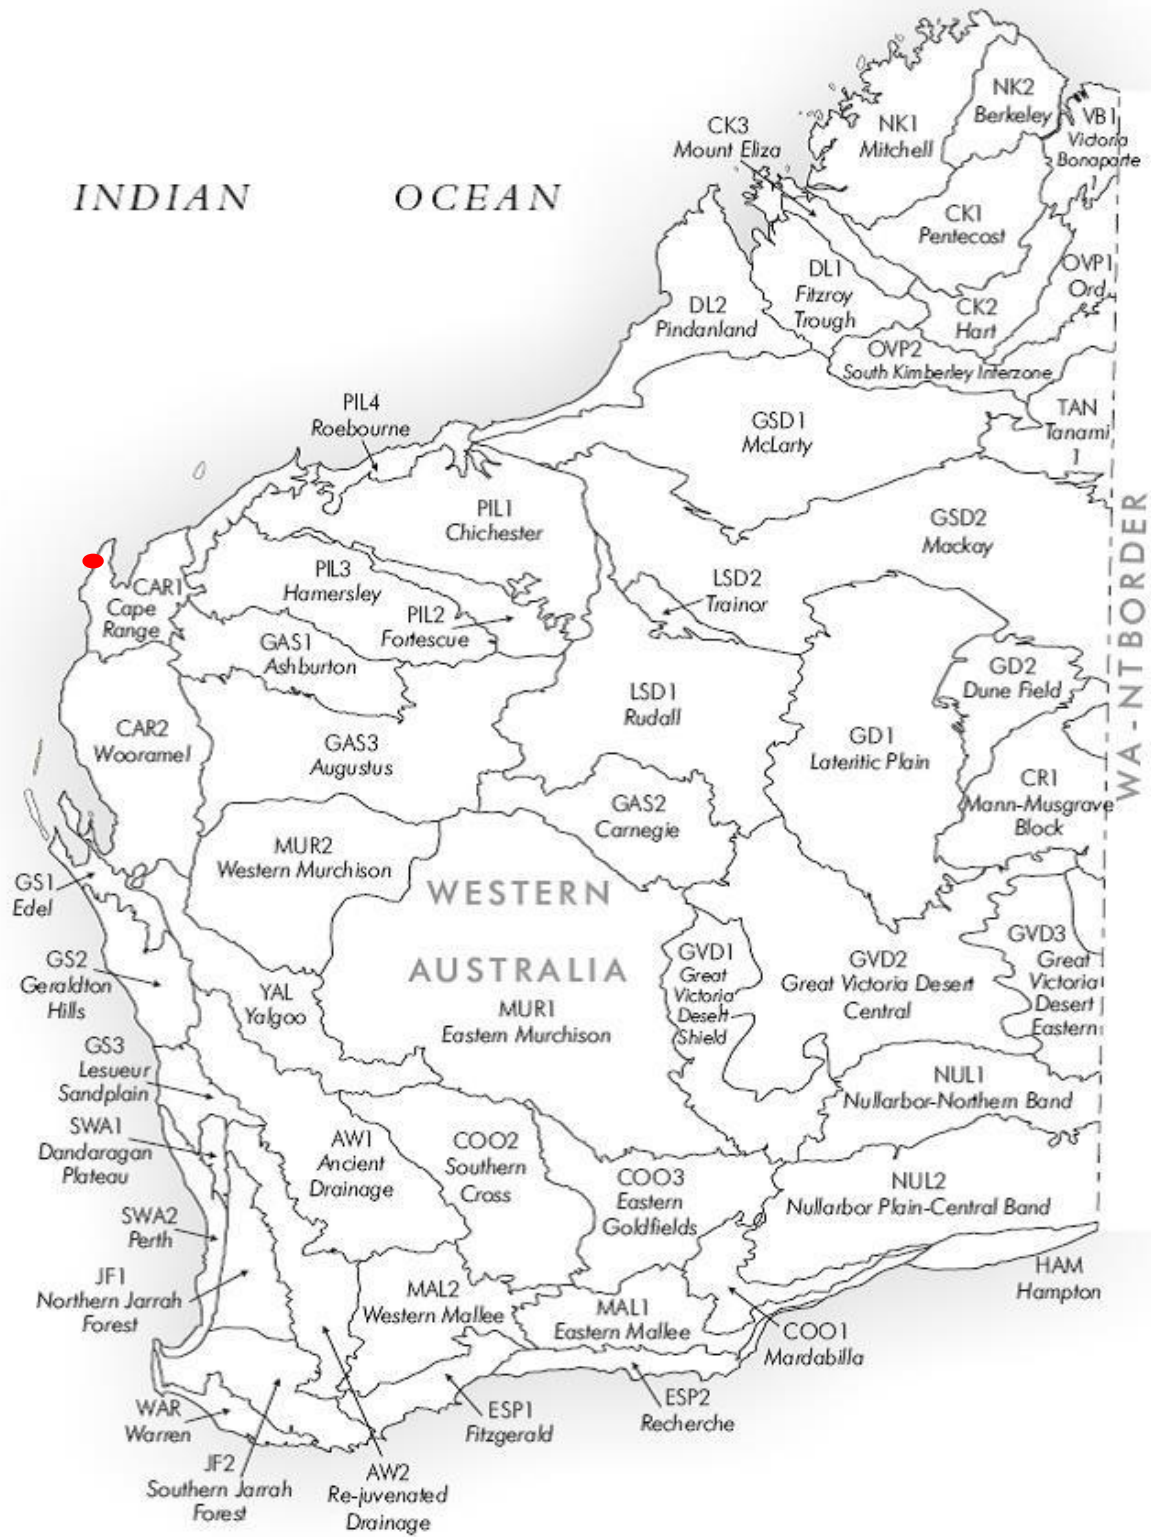 INDIAN OCEAN
CK3
Mount Eliza
NK1
Mitchell
NK2
Berkeley
VB1
Victoria
Bonaparte
CK1
Pentecost
OVP1
Ord
DL1
Fitzroy
Trough
DL2
Pindanland
CK2
Hart
OVP2
South Kimberley Interzone
PIL4
Roebourne
GSD1
McLarty
TAN
Tanami
1
PIL1
Chichester
GSD2
Mackay
WA-NTBORDER
CAR1
Cape
Range
PIL3
Hamersley
PIL2
Fortescue
LSD2
Trainor
GAS1
Ashburton
GD2
Dune Field
LSD1
Rudall
CAR2
Wooramel
GAS3
Augustus
GD1
Lateritic Plain
CR1
Mann-Musgrave
Block
GAS2
Carnegie
MUR2
Western Murchison
GS1
Edel
WESTERN
AUSTRALIA
GS2
Geraldton
Hills
YAL
Yalgoo
MUR1
Eastern Murchison
GVD1
Great
Victoria
Desert
Shield
GVD2
Great Victoria Desert
Central
GVD3
Great
Victoria
Desert
Eastern
GS3
Lesueur
Sandplain
NUL1
Nullarbor-Northern Band
SWA1
Dandaragan
Plateau
AW1
Ancient
Drainage
COO2
Southern
Cross
COO3
Eastern
Goldfields
NUL2
Nullarbor Plain-Central Band
SWA2
Perth
JF1
Northern Jarrah
Forest
MAL2
Western Mallee
MAL1
Eastern Mallee
HAM
Hampton
COO1
Mardabilla
WAR
Warren
ESP1
Fitzgerald
ESP2
Recherche
JF2
Southern Jarrah
Forest
AW2
Re-juvenated
Drainage